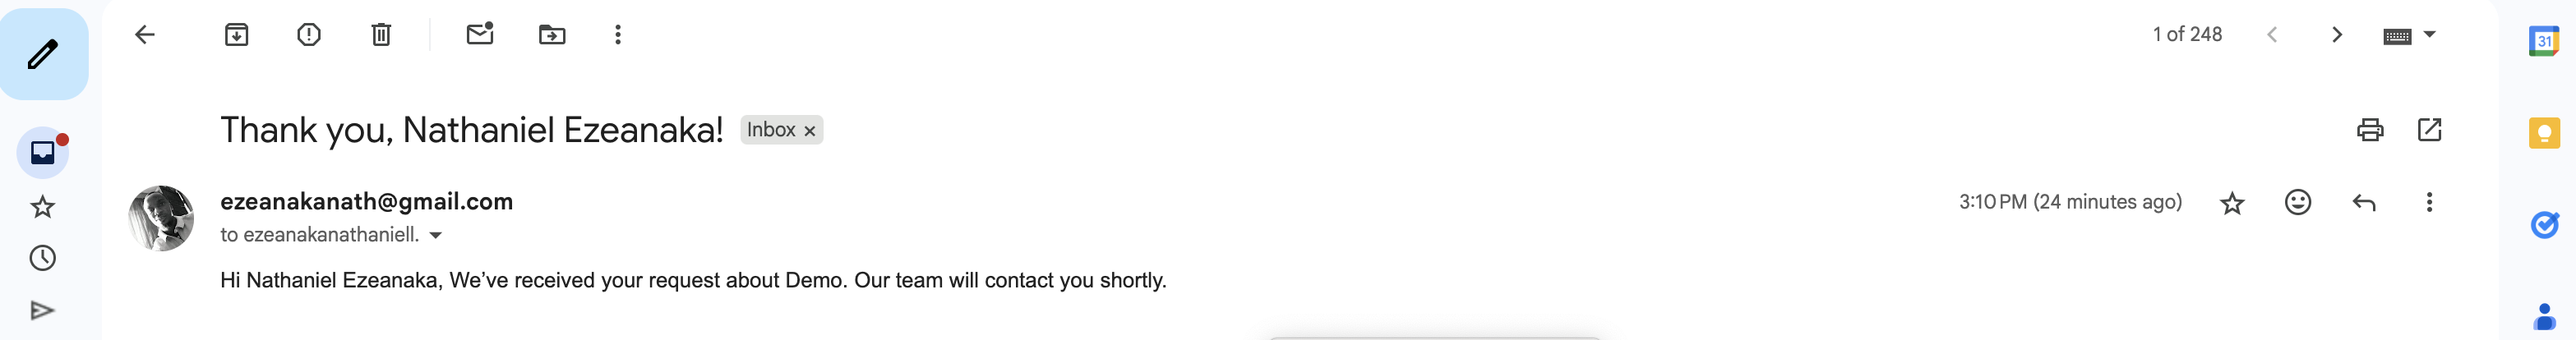 1 of 248
31
Thank you, Nathaniel Ezeanaka! Inbox x
ezeanakanath@gmail.com
3:10 PM (24 minutes ago)
to ezeanakanathaniell.
Hi Nathaniel Ezeanaka, We’ve received your request about Demo. Our team will contact you shortly.